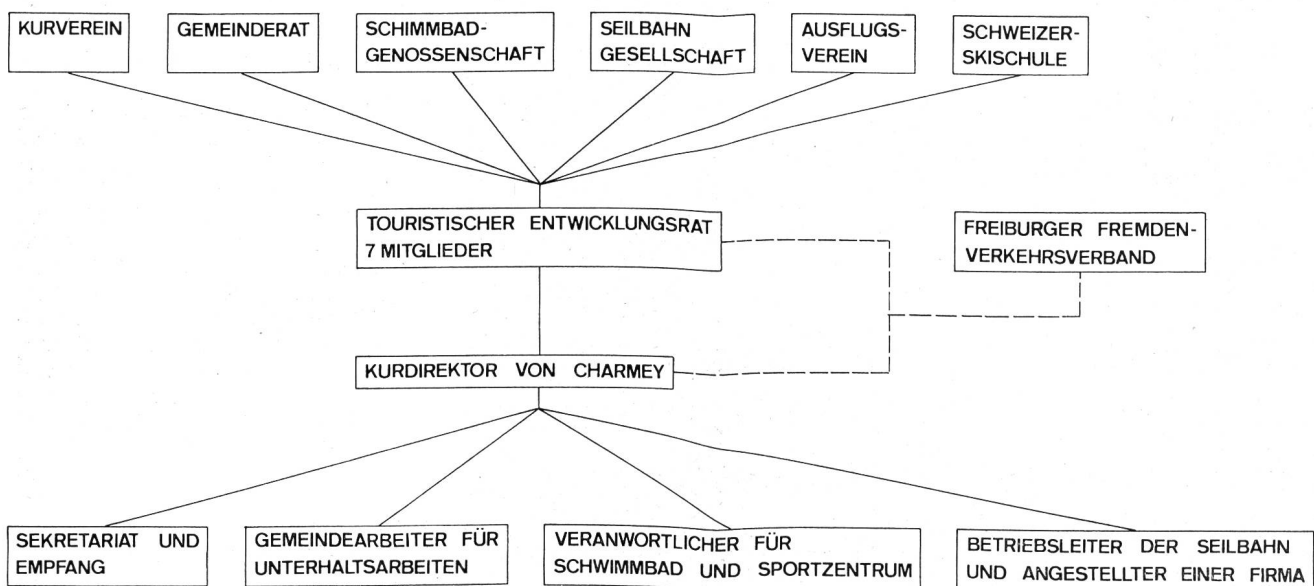 KURVEREIN
GEMEINDERAT
SCHIMMBAD-
GENOSSENSCHAFT
SEILBAHN
GESELLSCHAFT
AUSFLUGS-
VEREIN
SCHWEIZER-
SKISCHULE
TOURISTISCHER ENTWICKLUNGSRAT
7 MITGLIEDER
FREIBURGER FREMDEN-
VERKEHRSVERBAND
KURDIREKTOR VON CHARMEY
SEKRETARIAT UND
EMPFANG
GEMEINDEARBEITER FÜR
UNTERHALTSARBEITEN
VERANWORTLICHER FÜR
SCHWIMMBAD UND SPORTZENTRUM
BETRIEBSLEITER DER SEILBAHN
UND ANGESTELLTER EINER FIRMA